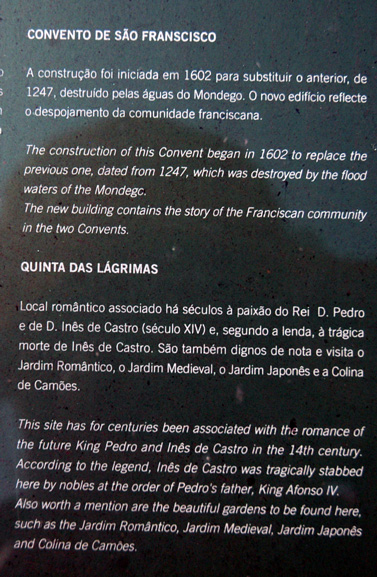 CONVENTO DE SÃO FRANSCISCO
A construção foi iniciada em 1602 para substituir o anterior, de
1247, destruído pelas águas do Mondego. O novo edifício reflecte
o despojamento da comunidade franciscana.
The construction of this Convent began in 1602 to replace the
previous one, dated from 1247, which was destroyed by the flood
waters of the Mondegc.
The new building contains the story of the Franciscan community
in the two Convents.
QUINTA DAS LÁGRIMAS
Local romântico associado há séculos à paixão do Rei D. Pedro
e de D. Inês de Castro (século XIV) e, segundo a lenda, à trágica
morte de Inês de Castro. São também dignos de nota e visita o
Jardim Romântico, o Jardim Medieval, o Jardim Japonês e a Colina
de Camões.
This site has for centuries been associated with the romance of
the future King Pedro and Inês de Castro in the 14th century.
According to the legend, Inês de Castro was tragically stabbed
here by nobles at the order of Pedro's father, King Afonso IV.
Also worth a mention are the beautiful gardens to be found here,
such as the Jardim Romântico, Jardim Medieval, Jardim Japonês
and Colina de Camões.